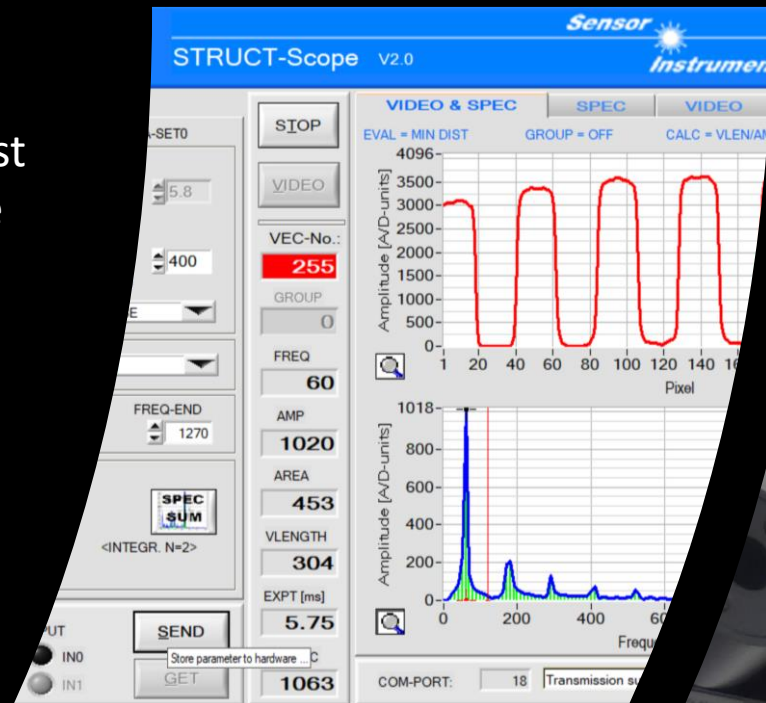 Sensor
Instrumen
STRUCT-Scope V2.0
st
e
A-SET0
5.8
400
E
FREQ-END
1270
SPEC
SUM
<INTEGR. N=2>
UT
IN0
IN1
SEND
GET
Store parameter to hardware ...
STOP
VIDEO
VEC-No.:
255
GROUP
0
FREQ
60
AMP
1020
AREA
453
VLENGTH
304
EXPT [ms]
5.75
C
1063
VIDEO & SPEC SPEC VIDEO
EVAL = MIN DIST GROUP = OFF CALC = VLEN/AM
Amplitude [A/D-units]
4096
3500
3000
2500
2000
1500
1000
500
0
1 20 40 60 80 100 120 140 16
Pixel
Amplitude [A/D-units]
1018
800
600
400
200
0
0 200 400 60
Frequ
COM-PORT: 18 Transmission su